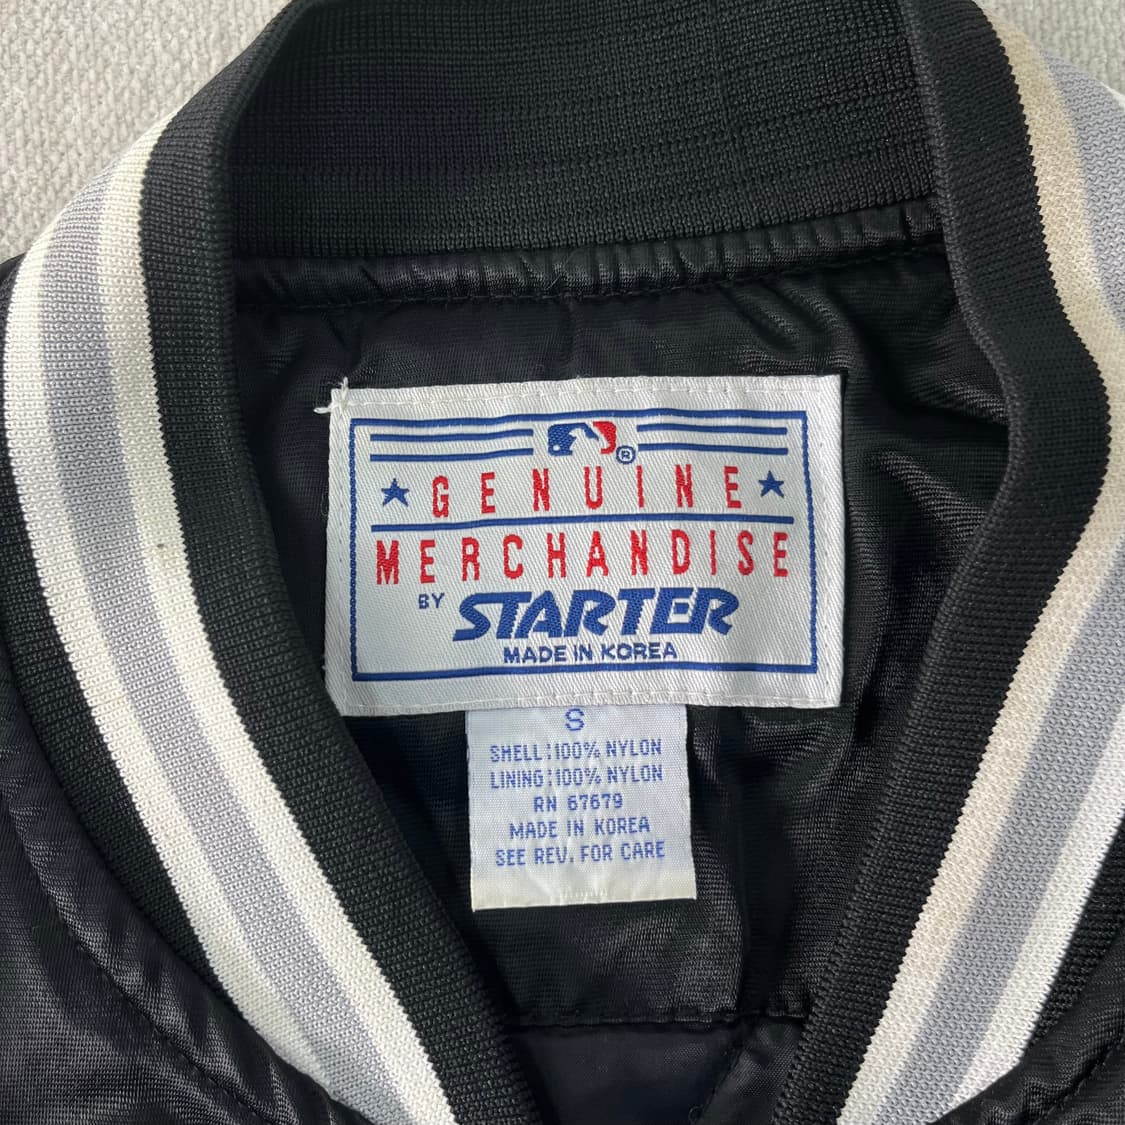 ®
GENUINE
MERCHANDISE
BY STARTER
MADE IN KOREA
S
SHELL:100% NYLON
LINING:100% NYLON
RN 67679
MADE IN KOREA
SEE REV. FOR CARE